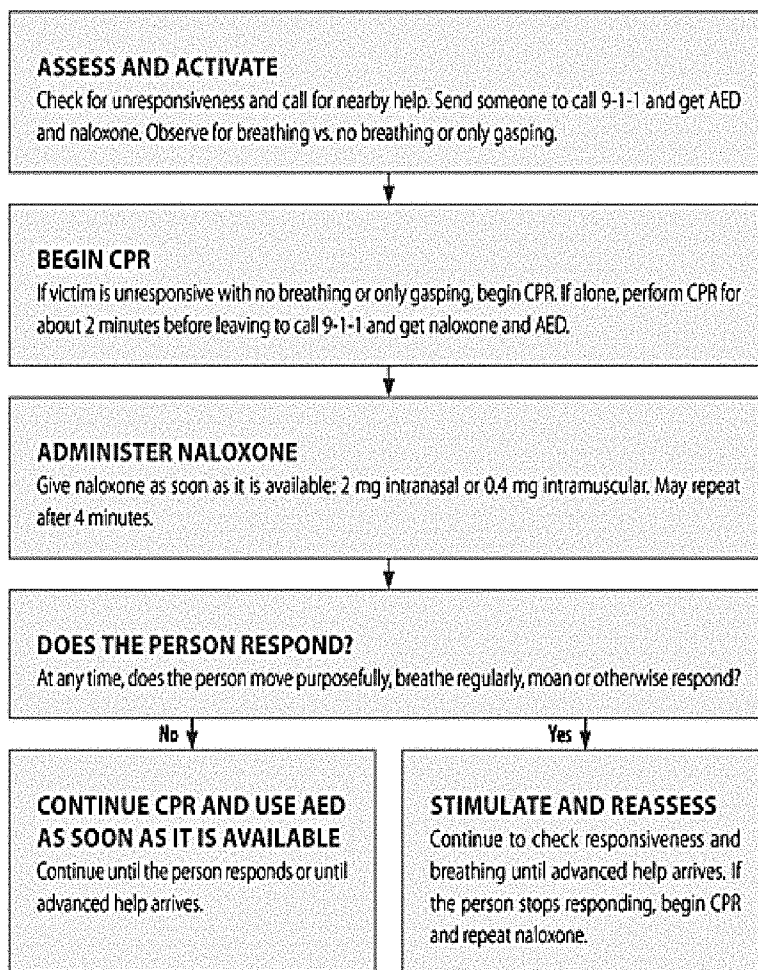 ASSESS AND ACTIVATE
Check for unresponsiveness and call for nearby help. Send someone to call 9-1-1 and get AED
and naloxone. Observe for breathing vs. no breathing or only gasping.
BEGIN CPR
If victim is unresponsive with no breathing or only gasping, begin CPR. If alone, perform CPR for
about 2 minutes before leaving to call 9-1-1 and get naloxone and AED.
ADMINISTER NALOXONE
Give naloxone as soon as it is available: 2 mg intranasal or 0.4 mg intramuscular. May repeat
after 4 minutes.
DOES THE PERSON RESPOND?
At any time, does the person move purposefully, breathe regularly, moan or otherwise respond?
No
Yes
CONTINUE CPR AND USE AED
AS SOON AS IT IS AVAILABLE
Continue until the person responds or until
advanced help arrives.
STIMULATE AND REASSESS
Continue to check responsiveness and
breathing until advanced help arrives. If
the person stops responding, begin CPR
and repeat naloxone.